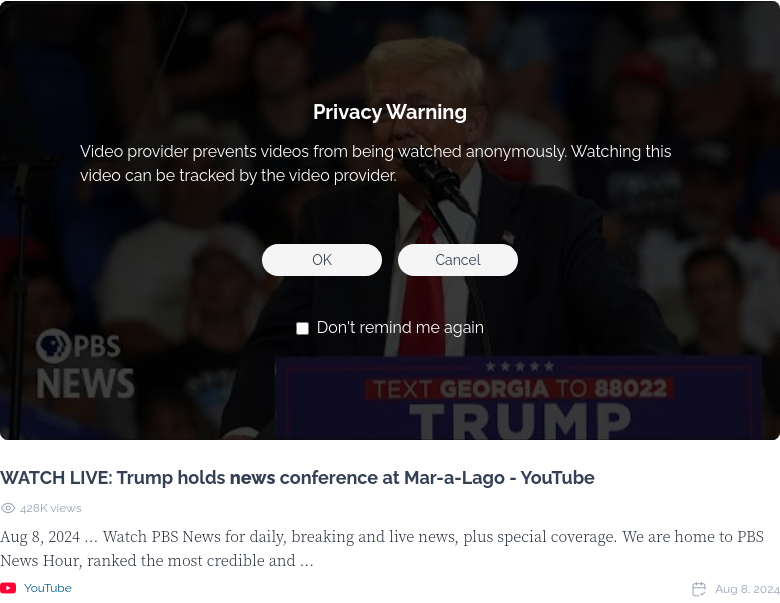 Privacy Warning
Video provider prevents videos from being watched anonymously. Watching this
video can be tracked by the video provider.
OK
Cancel
Don't remind me again
PBS
NEWS
TEXT GEORGIA TO 88022
TRUMP
WATCH LIVE: Trump holds news conference at Mar-a-Lago - YouTube
428K views
Aug 8, 2024 ... Watch PBS News for daily, breaking and live news, plus special coverage. We are home to PBS
News Hour, ranked the most credible and ...
YouTube
Aug 8, 2024